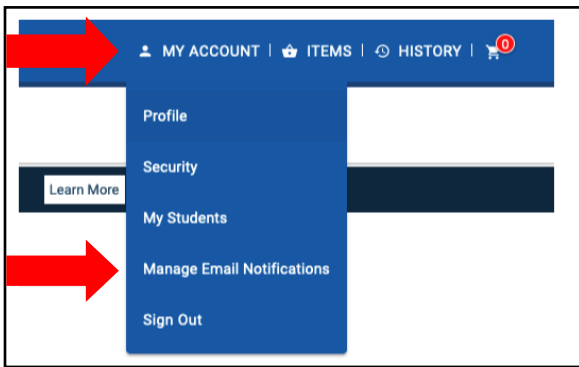 MY ACCOUNT | ITEMS | HISTORY | 0
Profile
Security
Learn More
My Students
Manage Email Notifications
Sign Out